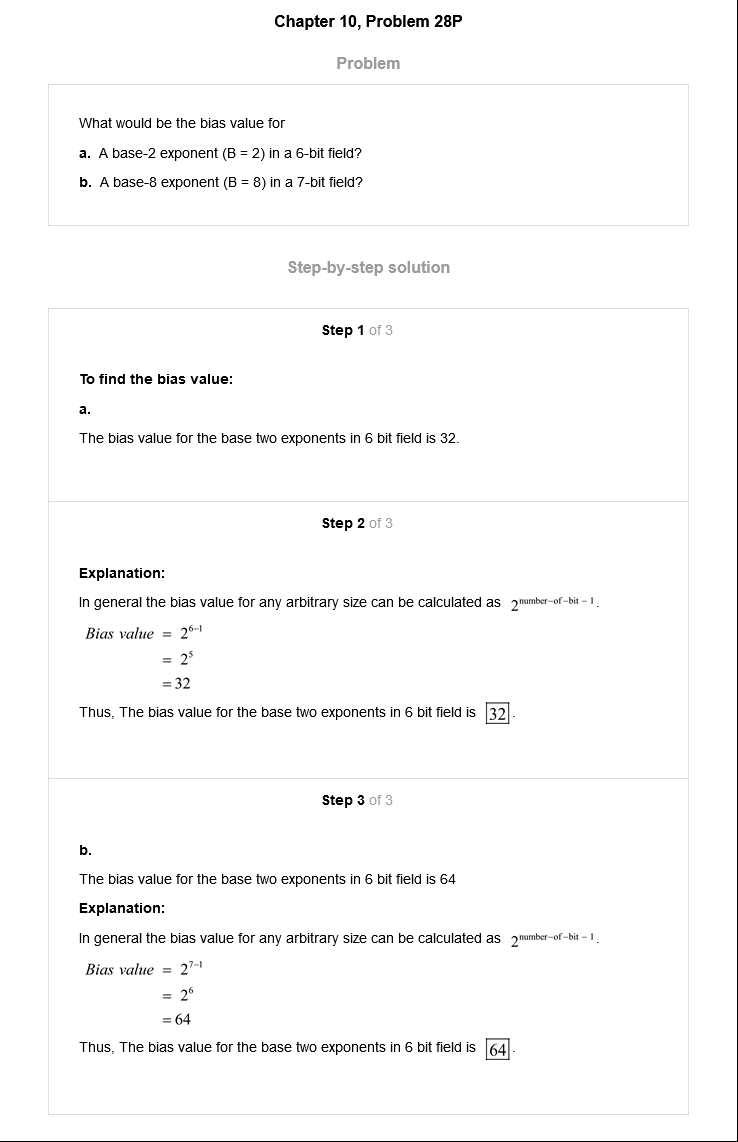 Chapter 10, Problem 28P
Problem
What would be the bias value for
a. A base-2 exponent (B = 2) in a 6-bit field?
b. A base-8 exponent (B = 8) in a 7-bit field?
Step-by-step solution
Step 1 of 3
To find the bias value:
a.
The bias value for the base two exponents in 6 bit field is 32.
Step 2 of 3
Explanation:
In general the bias value for any arbitrary size can be calculated as 2^{number-of-bit-1}.
Bias value = 2^{6-1}
= 2^5
= 32
Thus, The bias value for the base two exponents in 6 bit field is 32.
Step 3 of 3
b.
The bias value for the base two exponents in 6 bit field is 64
Explanation:
In general the bias value for any arbitrary size can be calculated as 2^{number-of-bit-1}.
Bias value = 2^{7-1}
= 2^6
= 64
Thus, The bias value for the base two exponents in 6 bit field is 64.